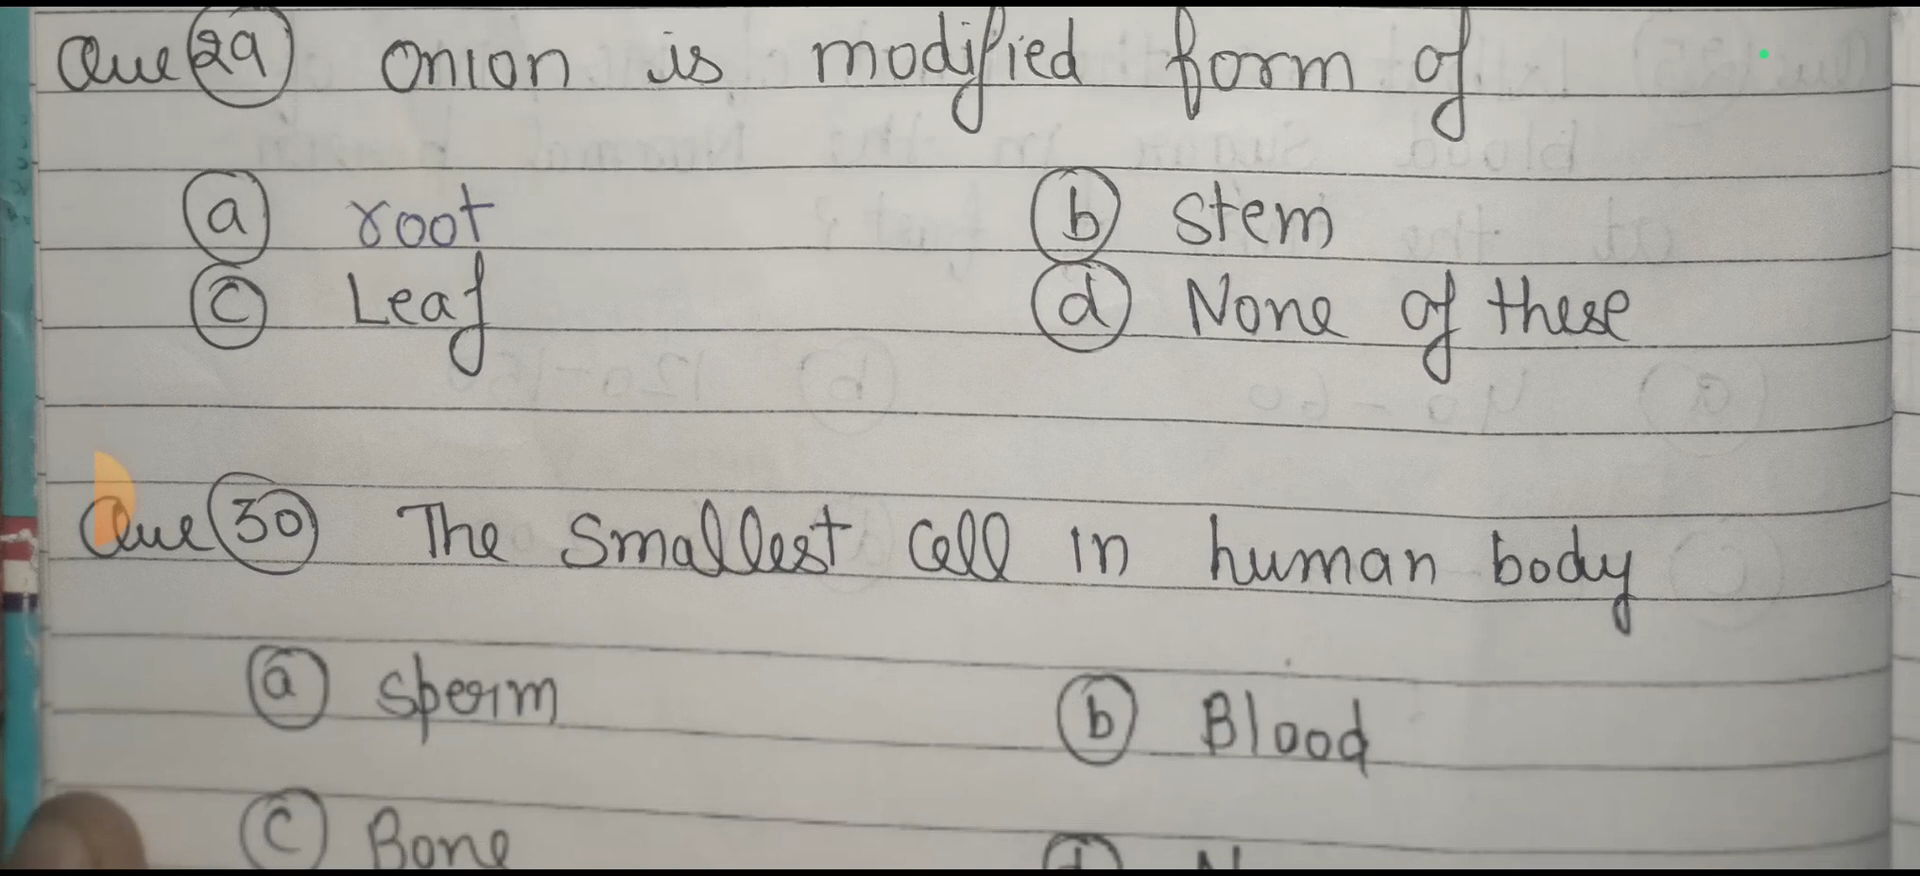 Que 29 Onion is modified form of
a root b stem
c Leaf d None of these
Que 30 The Smallest Cell in human body
a sperm b Blood
c Bone